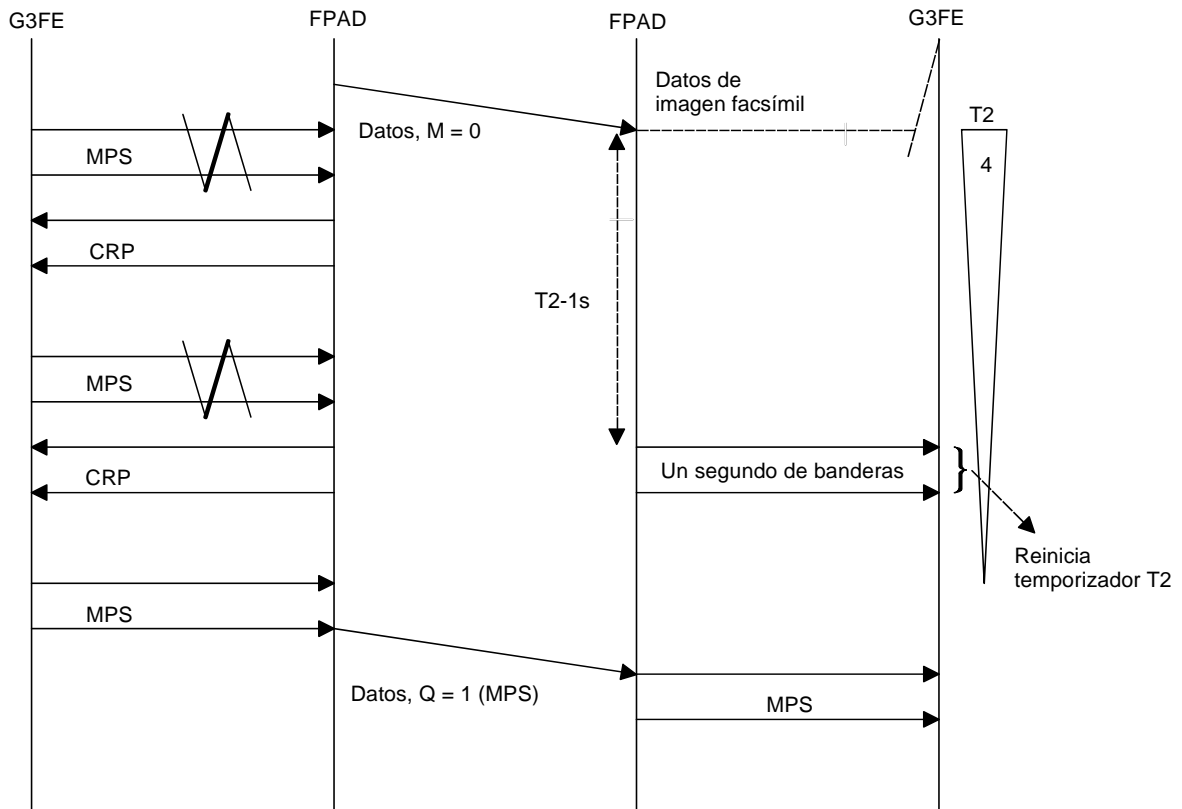 G3FE
FPAD
FPAD
G3FE
Datos de
imagen facsímil
T2
Datos, M = 0
MPS
4
CRP
T2-1s
MPS
CRP
Un segundo de banderas
}
Reinicia
temporizador T2
MPS
Datos, Q = 1 (MPS)
MPS